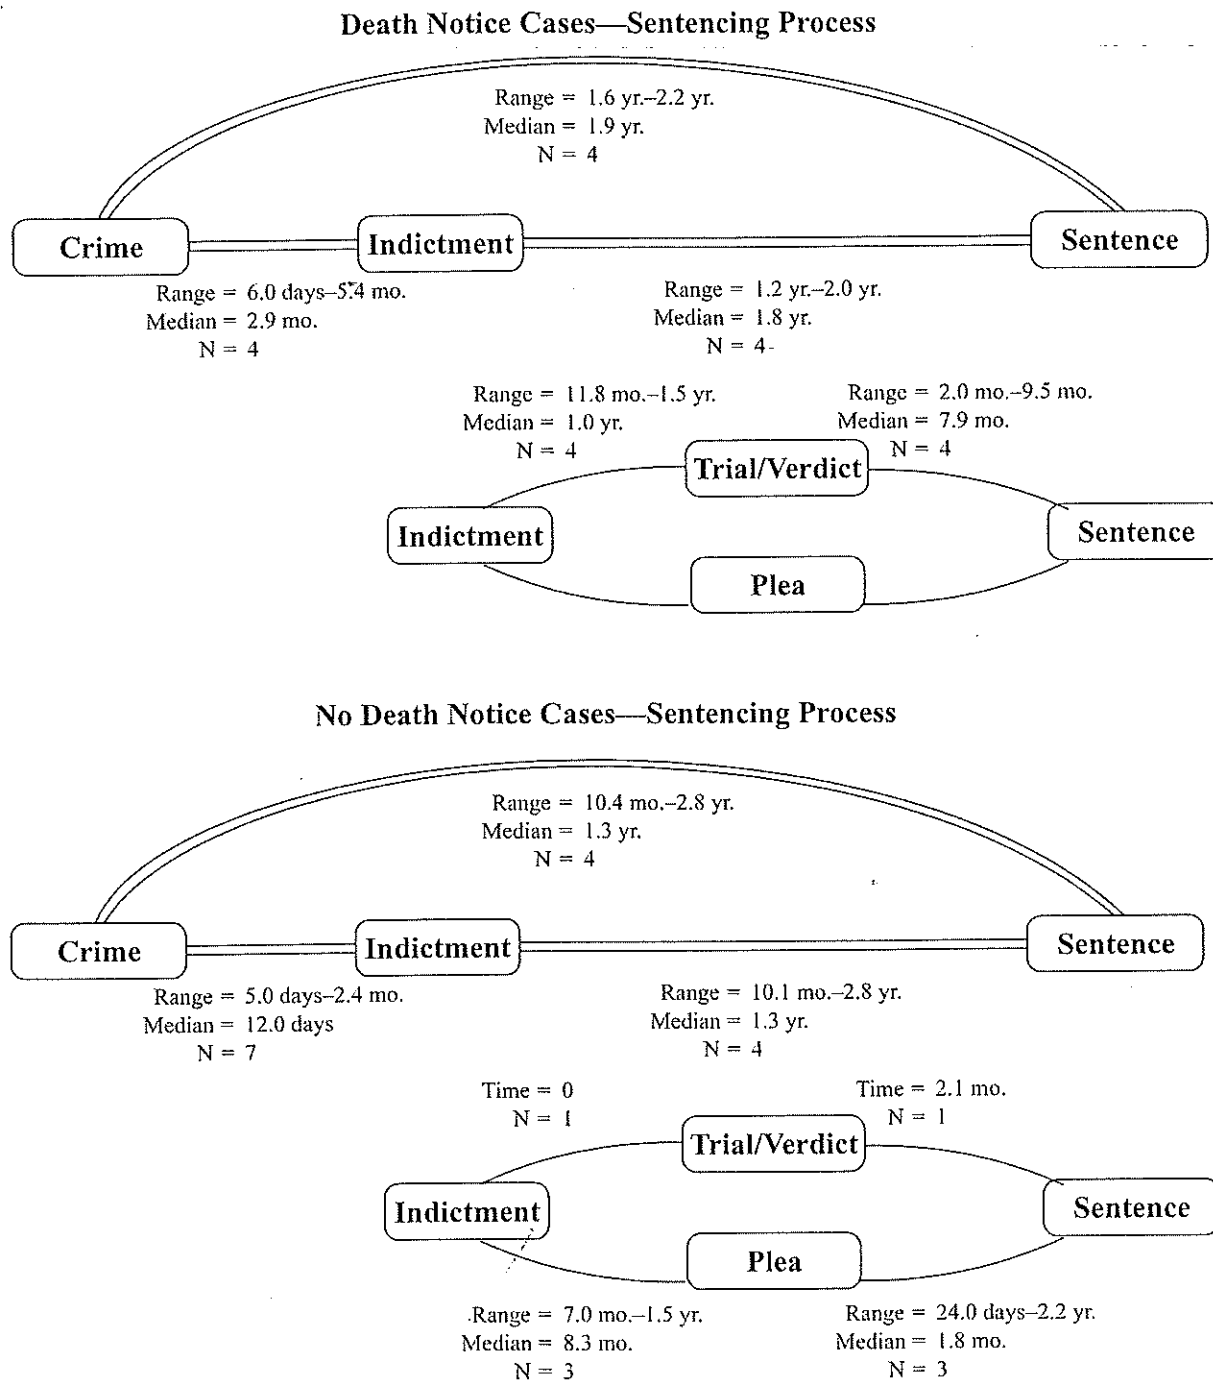 Death Notice Cases—Sentencing Process
Range = 1.6 yr.–2.2 yr.
Median = 1.9 yr.
N = 4
Crime
Indictment
Sentence
Range = 6.0 days–5.4 mo.
Median = 2.9 mo.
N = 4
Range = 1.2 yr.–2.0 yr.
Median = 1.8 yr.
N = 4
Range = 11.8 mo.–1.5 yr.
Median = 1.0 yr.
N = 4
Range = 2.0 mo.–9.5 mo.
Median = 7.9 mo.
N = 4
Trial/Verdict
Indictment
Sentence
Plea
No Death Notice Cases—Sentencing Process
Range = 10.4 mo.–2.8 yr.
Median = 1.3 yr.
N = 4
Crime
Indictment
Sentence
Range = 5.0 days–2.4 mo.
Median = 12.0 days
N = 7
Range = 10.1 mo.–2.8 yr.
Median = 1.3 yr.
N = 4
Time = 0
N = 1
Time = 2.1 mo.
N = 1
Trial/Verdict
Indictment
Sentence
Plea
Range = 7.0 mo.–1.5 yr.
Median = 8.3 mo.
N = 3
Range = 24.0 days–2.2 yr.
Median = 1.8 mo.
N = 3